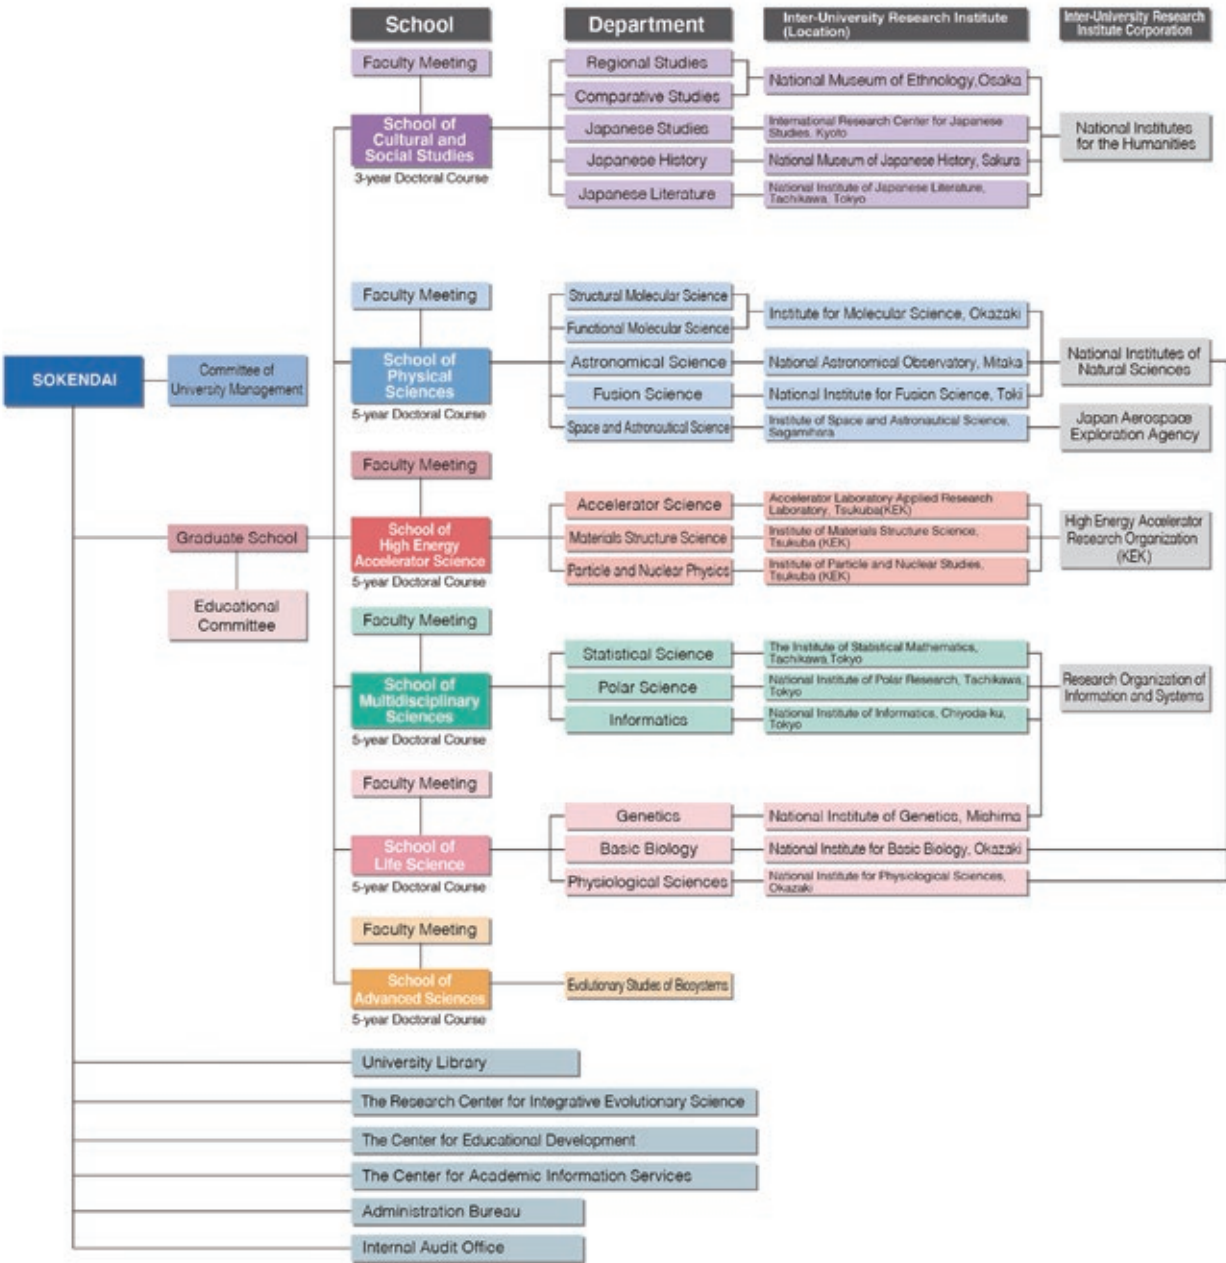 School
Department
Inter-University Research Institute
(Location)
Inter-University Research
Institute Corporation
Faculty Meeting
School of
Cultural and
Social Studies
3-year Doctoral Course
Regional Studies
Comparative Studies
Japanese Studies
Japanese History
Japanese Literature
National Museum of Ethnology,Osaka
International Research Center for Japanese
Studies, Kyoto
National Museum of Japanese History, Sakura
National Institute of Japanese Literature,
Tachikawa, Tokyo
National Institutes
for the Humanities
SOKENDAI
Committee of
University Management
Graduate School
Educational
Committee
Faculty Meeting
School of
Physical
Sciences
5-year Doctoral Course
Structural Molecular Science
Functional Molecular Science
Astronomical Science
Fusion Science
Space and Astronautical Science
Institute for Molecular Science, Okazaki
National Astronomical Observatory, Mitaka
National Institute for Fusion Science, Toki
Institute of Space and Astronautical Science,
Sagamihara
National Institutes of
Natural Sciences
Japan Aerospace
Exploration Agency
Faculty Meeting
School of
High Energy
Accelerator Science
5-year Doctoral Course
Accelerator Science
Materials Structure Science
Particle and Nuclear Physics
Accelerator Laboratory Applied Research
Laboratory, Tsukuba(KEK)
Institute of Materials Structure Science,
Tsukuba (KEK)
Institute of Particle and Nuclear Studies,
Tsukuba (KEK)
High Energy Accelerator
Research Organization
(KEK)
Faculty Meeting
School of
Multidisciplinary
Sciences
5-year Doctoral Course
Statistical Science
Polar Science
Informatics
The Institute of Statistical Mathematics,
Tachikawa,Tokyo
National Institute of Polar Research, Tachikawa,
Tokyo
National Institute of Informatics, Chiyoda-ku,
Tokyo
Research Organization of
Information and Systems
Faculty Meeting
School of
Life Science
5-year Doctoral Course
Genetics
Basic Biology
Physiological Sciences
National Institute of Genetics, Mishima
National Institute for Basic Biology, Okazaki
National Institute for Physiological Sciences,
Okazaki
Faculty Meeting
School of
Advanced Sciences
5-year Doctoral Course
Evolutionary Studies of Biosystems
University Library
The Research Center for Integrative Evolutionary Science
The Center for Educational Development
The Center for Academic Information Services
Administration Bureau
Internal Audit Office